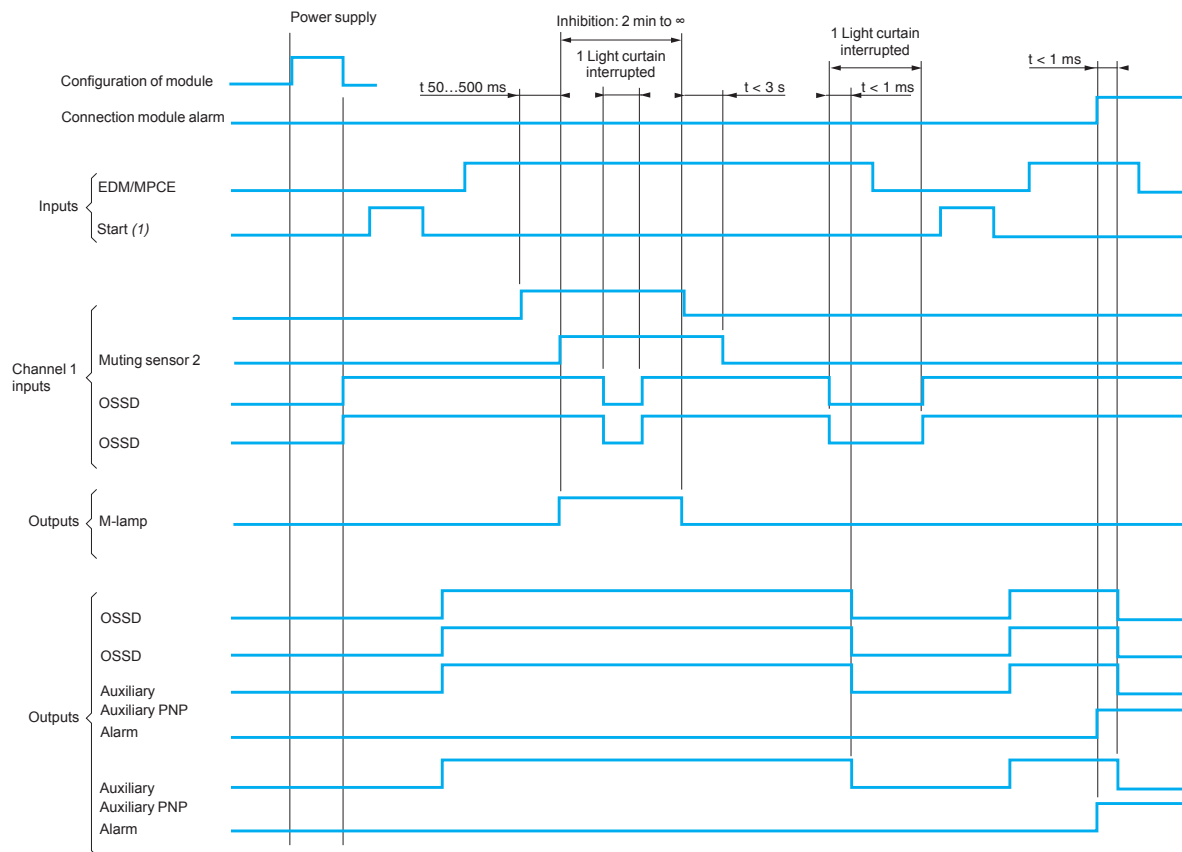 Power supply
Inhibition: 2 min to ∞
1 Light curtain
interrupted
1 Light curtain
interrupted
t < 1 ms
Configuration of module
t 50...500 ms
t < 3 s
t < 1 ms
Connection module alarm
EDM/MPCE
Inputs
Start (1)
Muting sensor 2
Channel 1
inputs
OSSD
OSSD
Outputs
M-lamp
OSSD
OSSD
Auxiliary
Auxiliary PNP
Outputs
Alarm
Auxiliary
Auxiliary PNP
Alarm